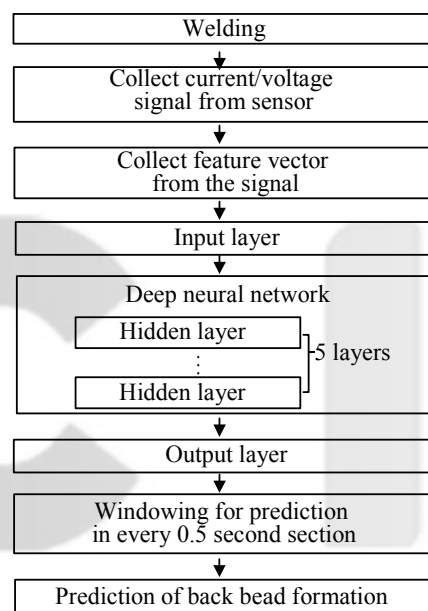 Welding
Collect current/voltage
signal from sensor
Collect feature vector
from the signal
Input layer
Deep neural network
Hidden layer
⋮
5 layers
Hidden layer
Output layer
Windowing for prediction
in every 0.5 second section
Prediction of back bead formation